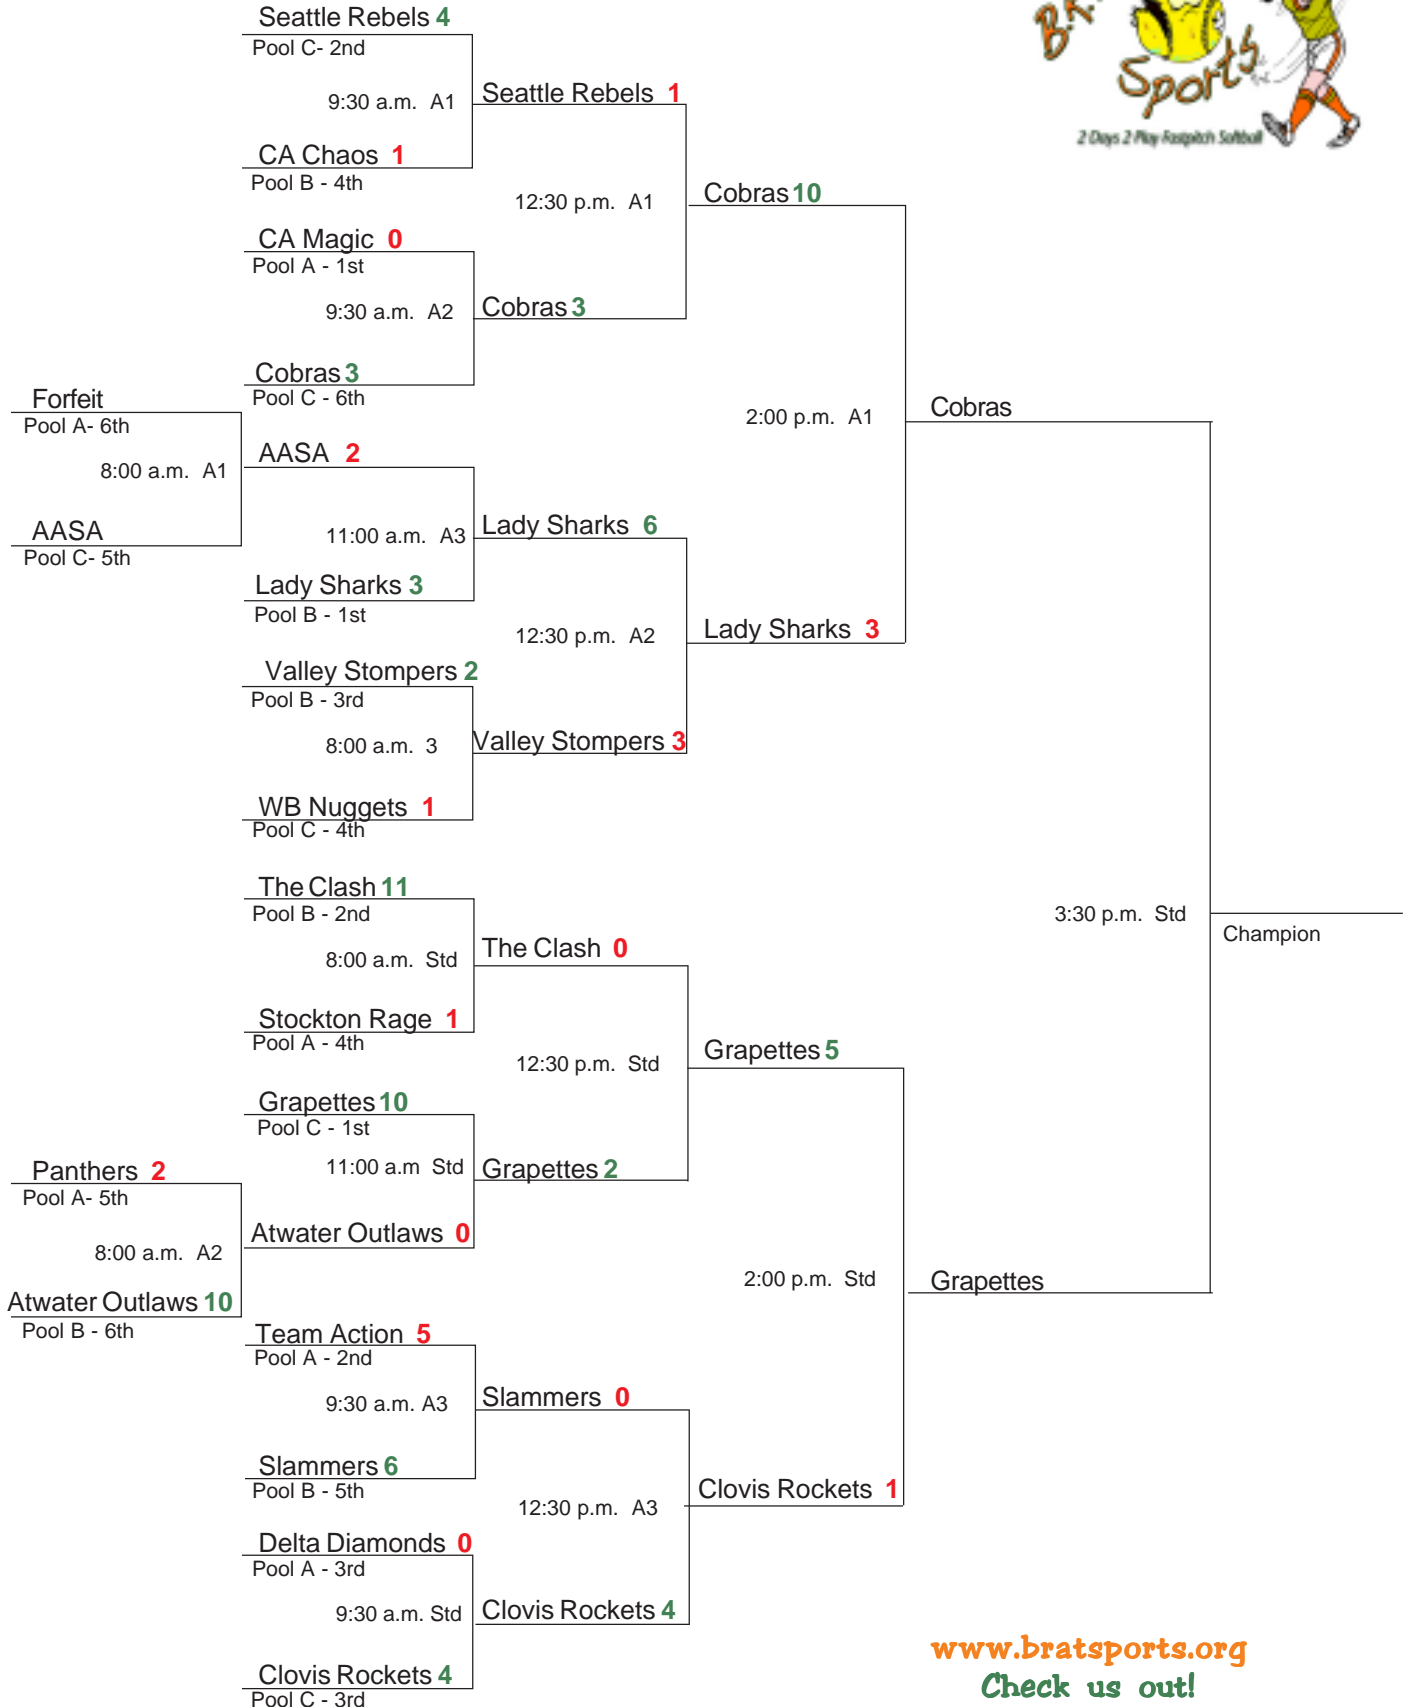 Seattle Rebels 4
Pool C- 2nd
9:30 a.m. A1
Seattle Rebels 1
CA Chaos 1
Pool B - 4th
12:30 p.m. A1
Cobras 10
CA Magic 0
Pool A - 1st
9:30 a.m. A2
Cobras 3
Cobras 3
Pool C - 6th
Forfeit
Pool A- 6th
8:00 a.m. A1
AASA
Pool C- 5th
2:00 p.m. A1
Cobras
AASA 2
11:00 a.m. A3
Lady Sharks 6
Lady Sharks 3
Pool B - 1st
12:30 p.m. A2
Lady Sharks 3
Valley Stompers 2
Pool B - 3rd
8:00 a.m. 3
Valley Stompers 3
WB Nuggets 1
Pool C - 4th
The Clash 11
Pool B - 2nd
8:00 a.m. Std
The Clash 0
Stockton Rage 1
Pool A - 4th
3:30 p.m. Std
Champion
12:30 p.m. Std
Grapettes 5
Grapettes 10
Pool C - 1st
11:00 a.m Std
Grapettes 2
Panthers 2
Pool A- 5th
8:00 a.m. A2
Atwater Outlaws 0
Atwater Outlaws 10
Pool B - 6th
2:00 p.m. Std
Grapettes
Team Action 5
Pool A - 2nd
9:30 a.m. A3
Slammers 0
Slammers 6
Pool B - 5th
12:30 p.m. A3
Clovis Rockets 1
Delta Diamonds 0
Pool A - 3rd
9:30 a.m. Std
Clovis Rockets 4
Clovis Rockets 4
Pool C - 3rd
Sports
2 Days 2 Play Fastpitch Softball
www.bratsports.org
Check us out!